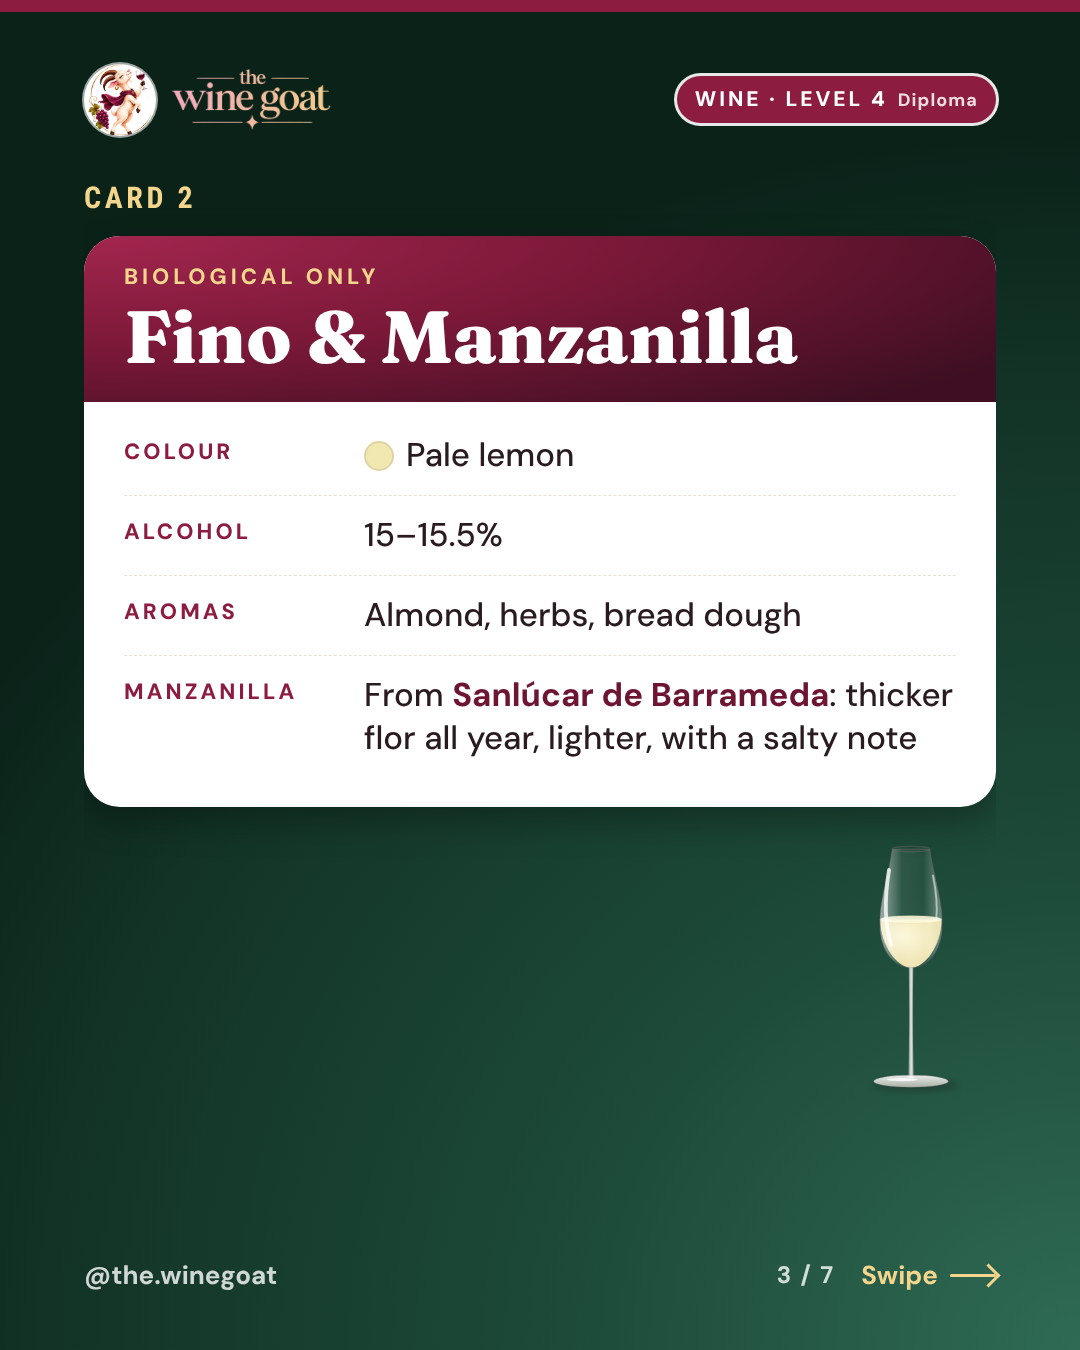 the
wine goat
WINE · LEVEL 4 Diploma
CARD 2
BIOLOGICAL ONLY
Fino & Manzanilla
COLOUR
Pale lemon
ALCOHOL
15–15.5%
AROMAS
Almond, herbs, bread dough
MANZANILLA
From Sanlúcar de Barrameda: thicker
flor all year, lighter, with a salty note
@the.winegoat
3 / 7
Swipe